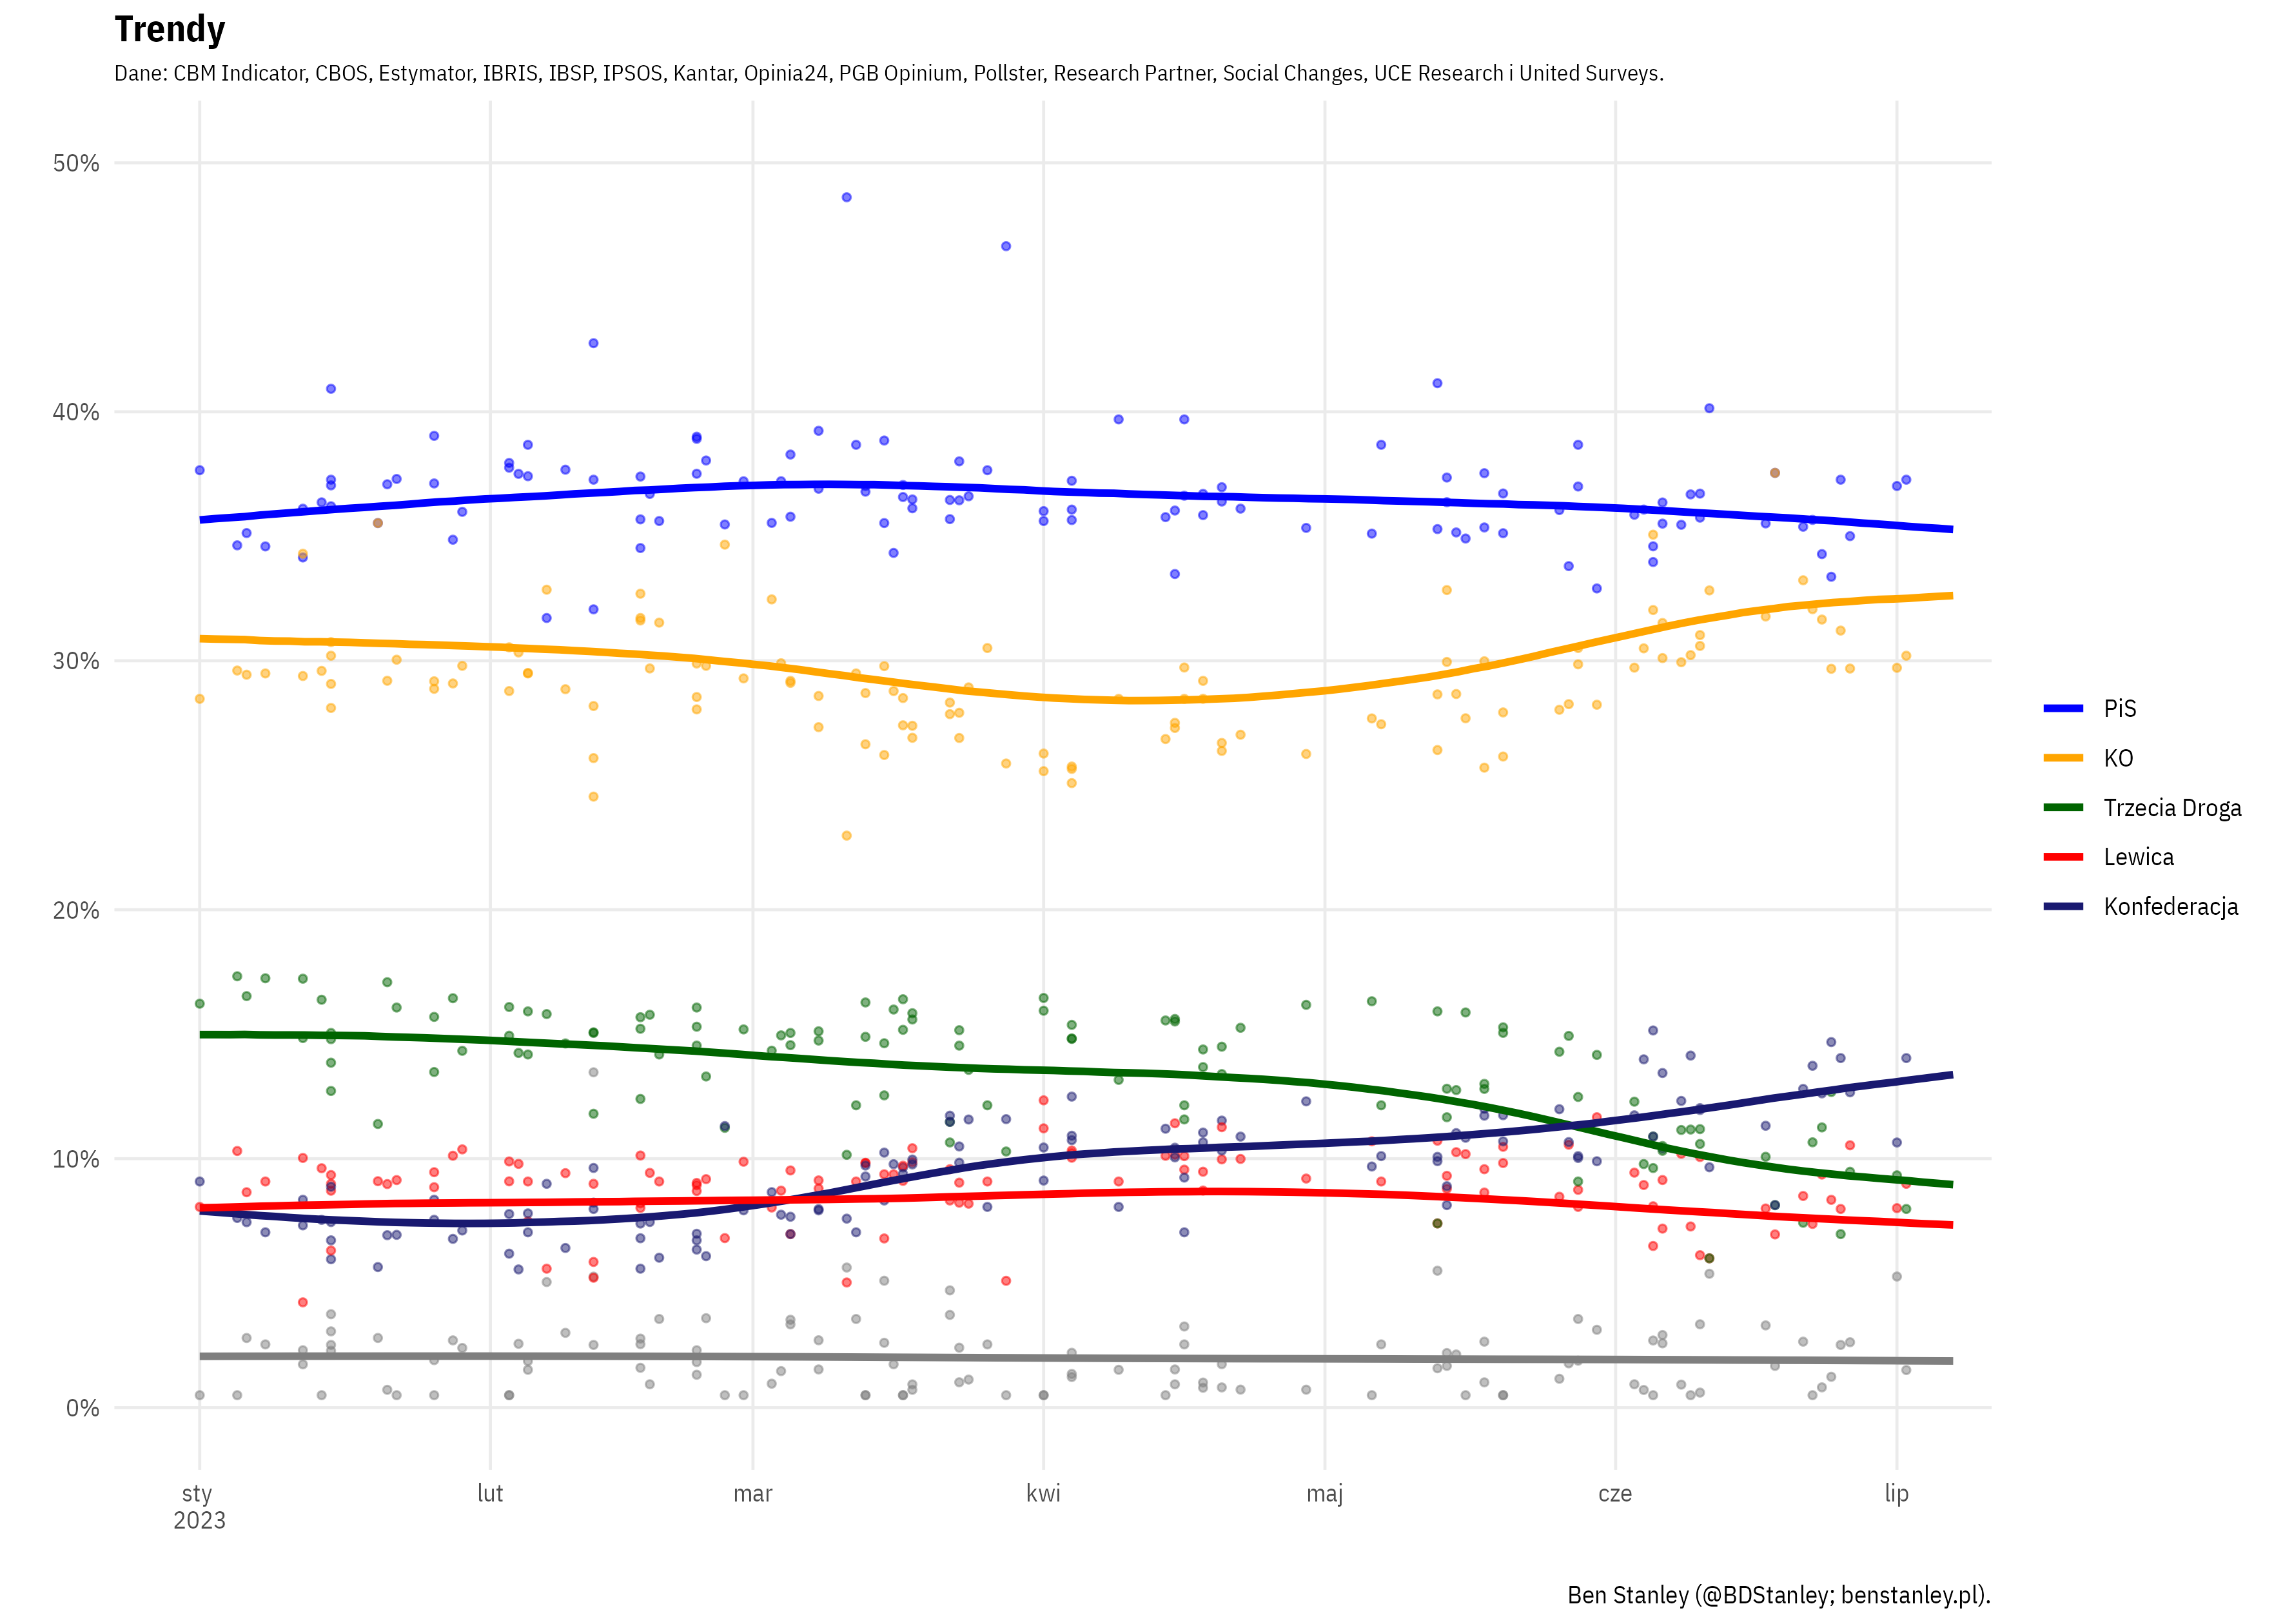 Trendy
Dane: CBM Indicator, CBOS, Estymator, IBRIS, IBSP, IPSOS, Kantar, Opinia24, PGB Opinium, Pollster, Research Partner, Social Changes, UCE Research i United Surveys.
50%
40%
30%
20%
10%
0%
sty
2023
lut
mar
kwi
maj
cze
lip
PiS
KO
Trzecia Droga
Lewica
Konfederacja
Ben Stanley (@BDStanley; benstanley.pl).